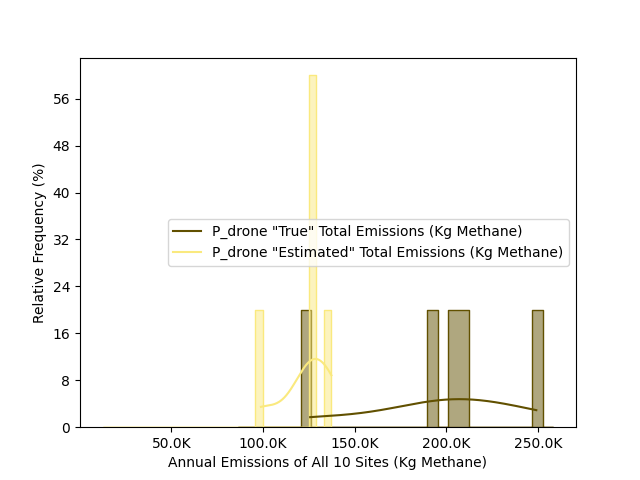 Relative Frequency (%)
56
48
40
32
24
16
8
0
P_drone "True" Total Emissions (Kg Methane)
P_drone "Estimated" Total Emissions (Kg Methane)
50.0K 100.0K 150.0K 200.0K 250.0K
Annual Emissions of All 10 Sites (Kg Methane)